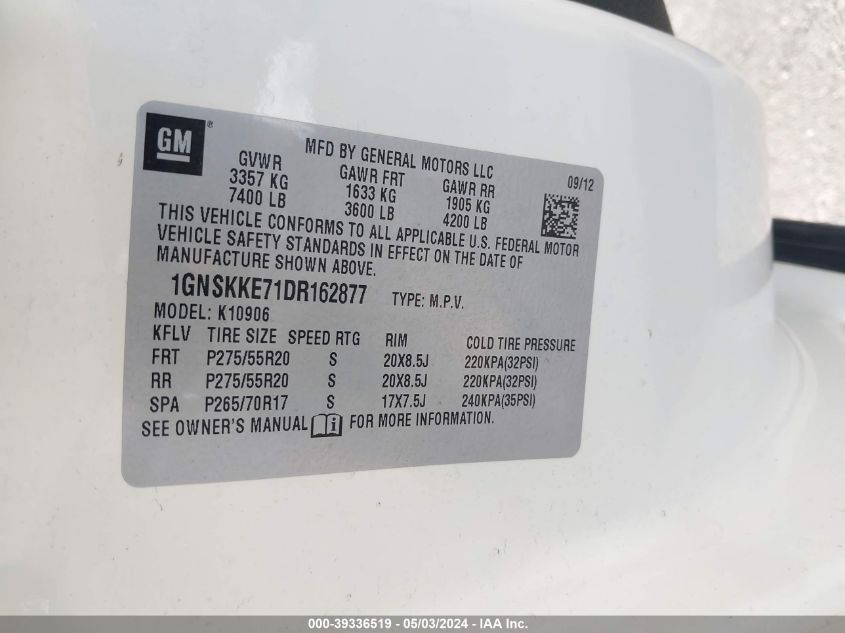 GM®
MFD BY GENERAL MOTORS LLC
09/12
GVWR GAWR FRT GAWR RR
3357 KG 1633 KG 1905 KG
7400 LB 3600 LB 4200 LB
THIS VEHICLE CONFORMS TO ALL APPLICABLE U.S. FEDERAL MOTOR
VEHICLE SAFETY STANDARDS IN EFFECT ON THE DATE OF
MANUFACTURE SHOWN ABOVE.
1GNSKKE71DR162877 TYPE: M.P.V.
MODEL: K10906
KFLV TIRE SIZE SPEED RTG RIM COLD TIRE PRESSURE
FRT P275/55R20 S 20X8.5J 220KPA(32PSI)
RR P275/55R20 S 20X8.5J 220KPA(32PSI)
SPA P265/70R17 S 17X7.5J 240KPA(35PSI)
SEE OWNER'S MANUAL i FOR MORE INFORMATION.
000-39336519 - 05/03/2024 - IAA Inc.